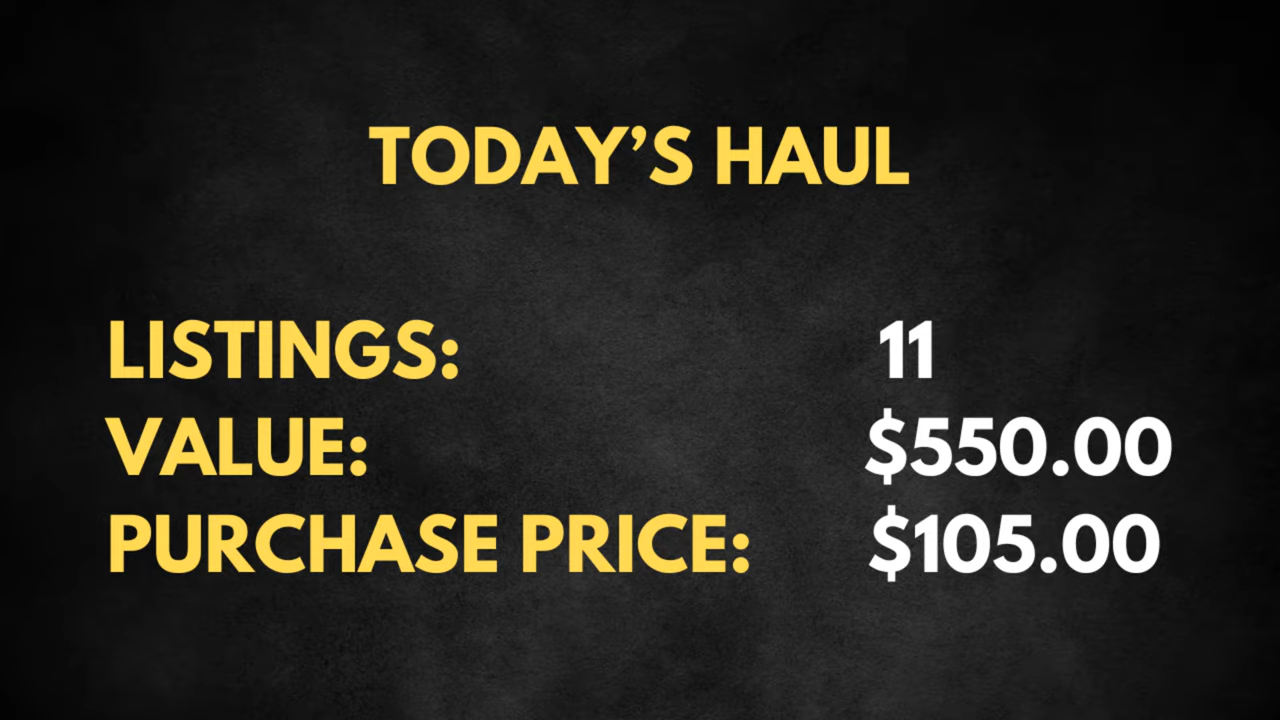 TODAY’S HAUL
LISTINGS: 11
VALUE: $550.00
PURCHASE PRICE: $105.00